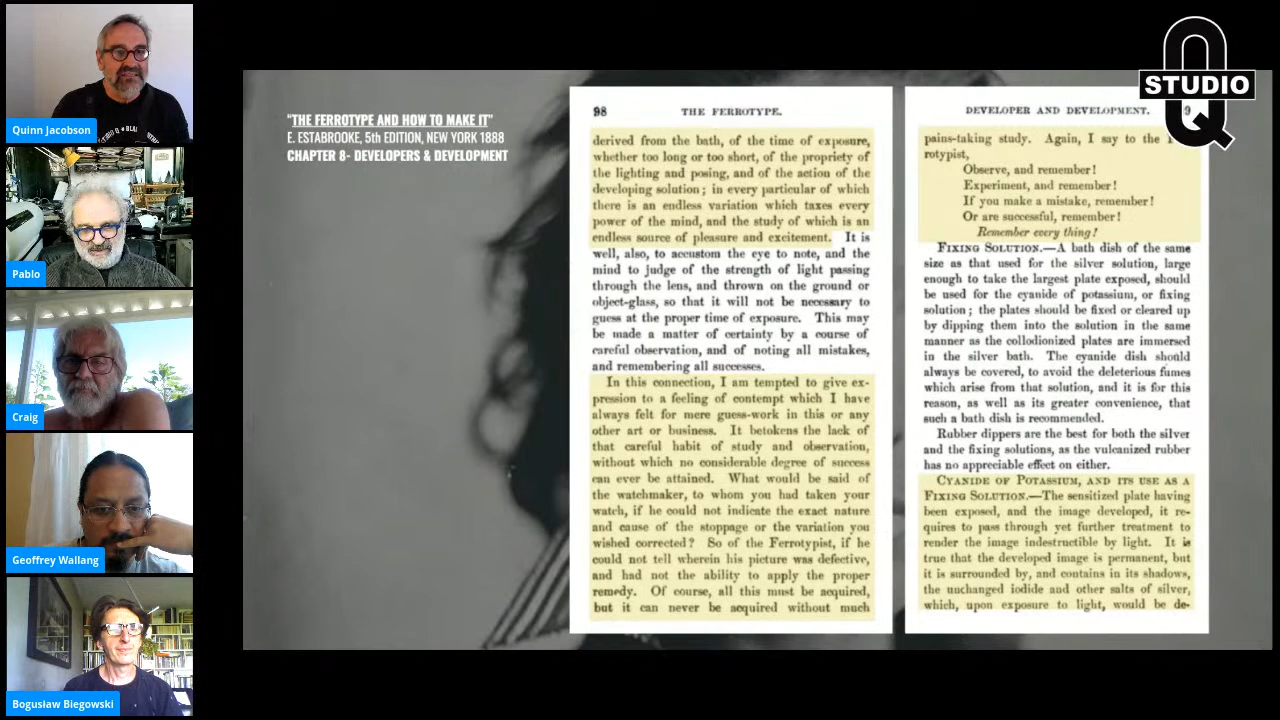 Quinn Jacobson
Pablo
Craig
Geoffrey Wallang
Bogusław Biegowski
STUDIO
Q
"THE FERROTYPE AND HOW TO MAKE IT"
E. ESTABROOKE, 5th EDITION, NEW YORK 1888
CHAPTER 8- DEVELOPERS & DEVELOPMENT
98 THE FERROTYPE.
derived from the bath, of the time of exposure,
whether too long or too short, of the propriety of
the lighting and posing, and of the action of the
developing solution; in every particular of which
there is an endless variation which taxes every
power of the mind, and the study of which is an
endless source of pleasure and excitement. It is
well, also, to accustom the eye to note, and the
mind to judge of the strength of light passing
through the lens, and thrown on the ground or
object-glass, so that it will not be necessary to
guess at the proper time of exposure. This may
be made a matter of certainty by a course of
careful observation, and of noting all mistakes,
and remembering all successes.
In this connection, I am tempted to give ex-
pression to a feeling of contempt which I have
always felt for mere guess-work in this or any
other art or business. It betokens the lack of
that careful habit of study and observation,
without which no considerable degree of success
can ever be attained. What would be said of
the watchmaker, to whom you had taken your
watch, if he could not indicate the exact nature
and cause of the stoppage or the variation you
wished corrected? So of the Ferrotypist, if he
could not tell wherein his picture was defective,
and had not the ability to apply the proper
remedy. Of course, all this must be acquired,
but it can never be acquired without much
DEVELOPER AND DEVELOPMENT.
pains-taking study. Again, I say to the
rotypist,
Observe, and remember!
Experiment, and remember!
If you make a mistake, remember!
Or are successful, remember!
Remember every thing!
FIXING SOLUTION.—A bath dish of the same
size as that used for the silver solution, large
enough to take the largest plate exposed, should
be used for the cyanide of potassium, or fixing
solution; the plates should be fixed or cleared up
by dipping them into the solution in the same
manner as the collodionized plates are immersed
in the silver bath. The cyanide dish should
always be covered, to avoid the deleterious fumes
which arise from that solution, and it is for this
reason, as well as its greater convenience, that
such a bath dish is recommended.
Rubber dippers are the best for both the silver
and the fixing solutions, as the vulcanized rubber
has no appreciable effect on either.
CYANIDE OF POTASSIUM, AND ITS USE AS A
FIXING SOLUTION.—The sensitized plate having
been exposed, and the image developed, it re-
quires to pass through yet further treatment to
render the image indestructible by light. It is
true that the developed image is permanent, but
it is surrounded by, and contains in its shadows,
the unchanged iodide and other salts of silver,
which, upon exposure to light, would be de-